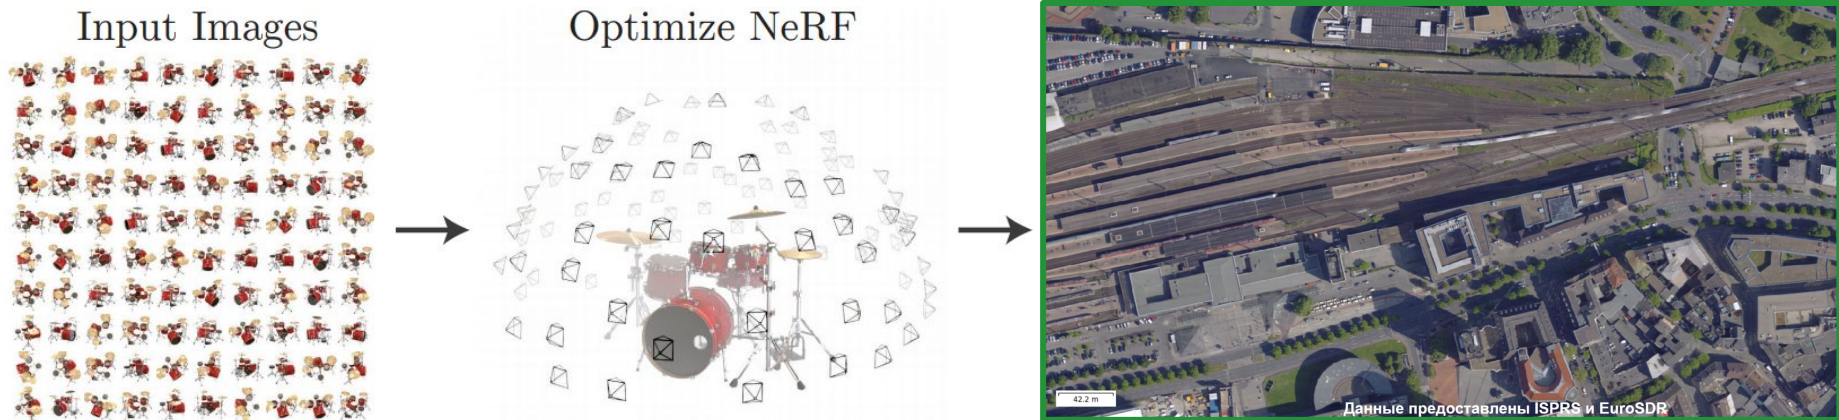 Input Images
Optimize NeRF
42.2 m
Данные предоставлены ISPRS и EuroSDR